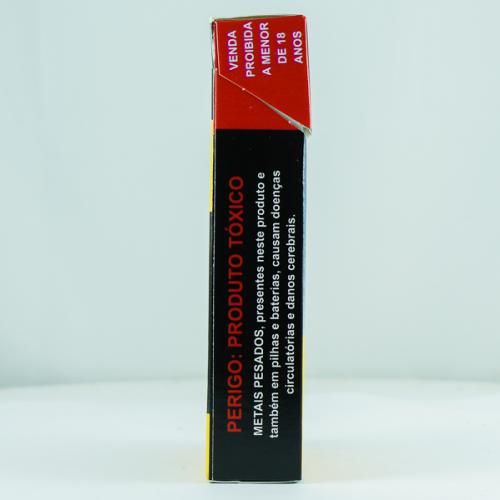 VENDA
PROIBIDA
A MENOR
DE 18
ANOS
PERIGO: PRODUTO TÓXICO
METAIS PESADOS, presentes neste produto e
também em pilhas e baterias, causam doenças
circulatórias e danos cerebrais.